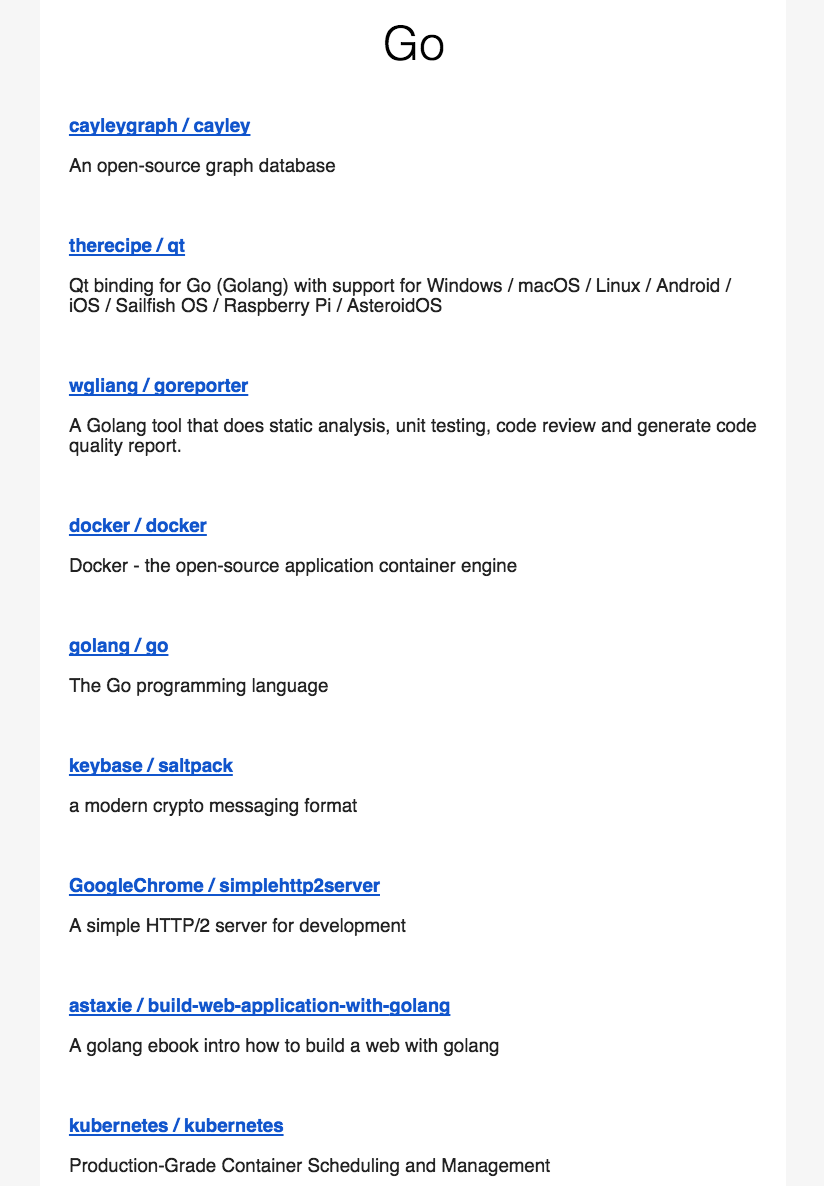 Go
cayleygraph / cayley
An open-source graph database
therecipe / qt
Qt binding for Go (Golang) with support for Windows / macOS / Linux / Android /
iOS / Sailfish OS / Raspberry Pi / AsteroidOS
wgliang / goreporter
A Golang tool that does static analysis, unit testing, code review and generate code
quality report.
docker / docker
Docker - the open-source application container engine
golang / go
The Go programming language
keybase / saltpack
a modern crypto messaging format
GoogleChrome / simplehttp2server
A simple HTTP/2 server for development
astaxie / build-web-application-with-golang
A golang ebook intro how to build a web with golang
kubernetes / kubernetes
Production-Grade Container Scheduling and Management